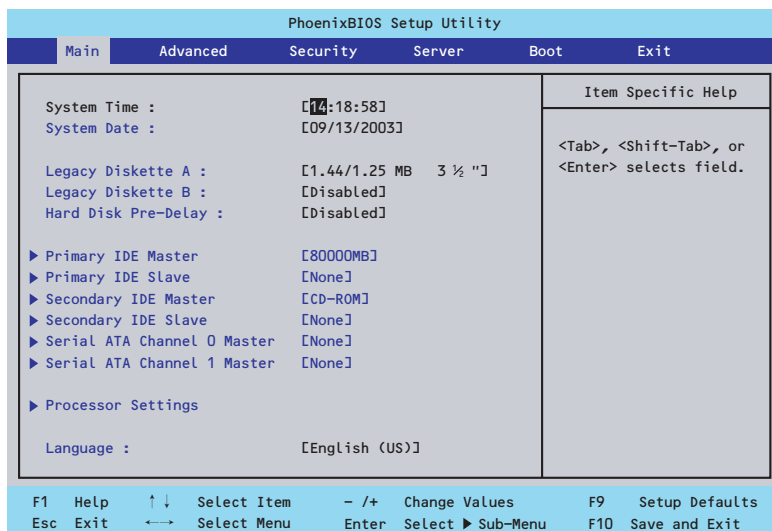 PhoenixBIOS Setup Utility
Main Advanced Security Server Boot Exit
Item Specific Help
System Time : [14:18:58]
System Date : [09/13/2003]
<Tab>, <Shift-Tab>, or
<Enter> selects field.
Legacy Diskette A : [1.44/1.25 MB 3 ½ "]
Legacy Diskette B : [Disabled]
Hard Disk Pre-Delay : [Disabled]
▶ Primary IDE Master [80000MB]
▶ Primary IDE Slave [None]
▶ Secondary IDE Master [CD-ROM]
▶ Secondary IDE Slave [None]
▶ Serial ATA Channel 0 Master [None]
▶ Serial ATA Channel 1 Master [None]
▶ Processor Settings
Language : [English (US)]
F1 Help ↑↓ Select Item - /+ Change Values F9 Setup Defaults
Esc Exit ←→ Select Menu Enter Select ▶ Sub-Menu F10 Save and Exit